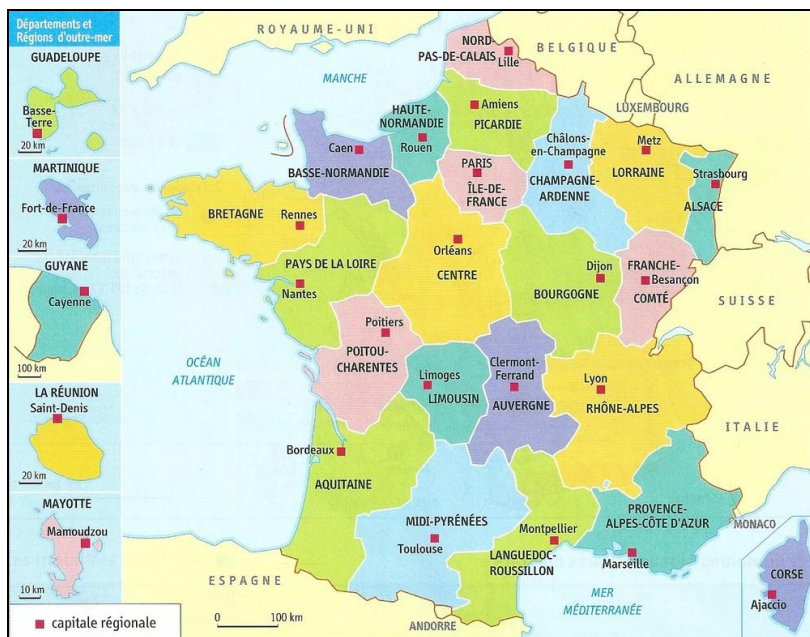 Départements et
Régions d'outre-mer
GUADELOUPE
Basse-
Terre
20 km
MARTINIQUE
Fort-de-France
20 km
GUYANE
Cayenne
100 km
LA RÉUNION
Saint-Denis
20 km
MAYOTTE
Mamoudzou
10 km
capitale régionale
ROYAUME-UNI
BELGIQUE
ALLEMAGNE
LUXEMBOURG
MANCHE
NORD-
PAS-DE-CALAIS
Lille
Amiens
PICARDIE
HAUTE-
NORMANDIE
Rouen
Caen
BASSE-NORMANDIE
PARIS
ÎLE-DE-
FRANCE
Châlons-
en-Champagne
CHAMPAGNE-
ARDENNE
Metz
LORRAINE
Strasbourg
ALSACE
BRETAGNE
Rennes
PAYS DE LA LOIRE
Nantes
Orléans
CENTRE
Dijon
BOURGOGNE
FRANCHE-
Besançon
COMTÉ
SUISSE
OCÉAN
ATLANTIQUE
Poitiers
POITOU-
CHARENTES
Limoges
LIMOUSIN
Clermont-
Ferrand
AUVERGNE
Lyon
RHÔNE-ALPES
ITALIE
Bordeaux
AQUITAINE
MIDI-PYRÉNÉES
Toulouse
Montpellier
LANGUEDOC-
ROUSSILLON
PROVENCE-
ALPES-CÔTE D'AZUR
Marseille
MONACO
CORSE
Ajaccio
MER
MÉDITERRANÉE
ESPAGNE
ANDORRE
0 100 km